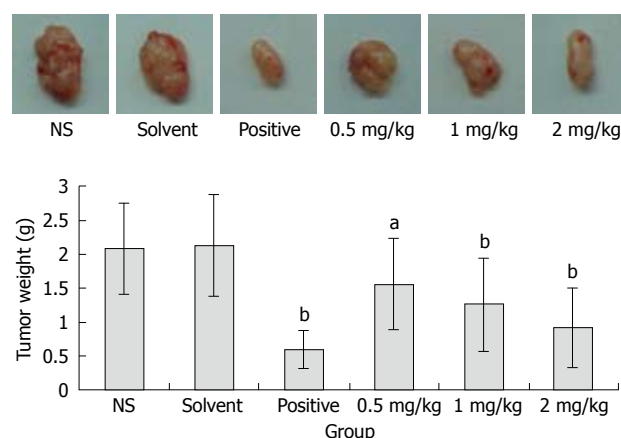 NS Solvent Positive 0.5 mg/kg 1 mg/kg 2 mg/kg
Tumor weight (g)
3
2.5
2
1.5
1
0.5
0
b
a
b
b
NS Solvent Positive 0.5 mg/kg 1 mg/kg 2 mg/kg
Group